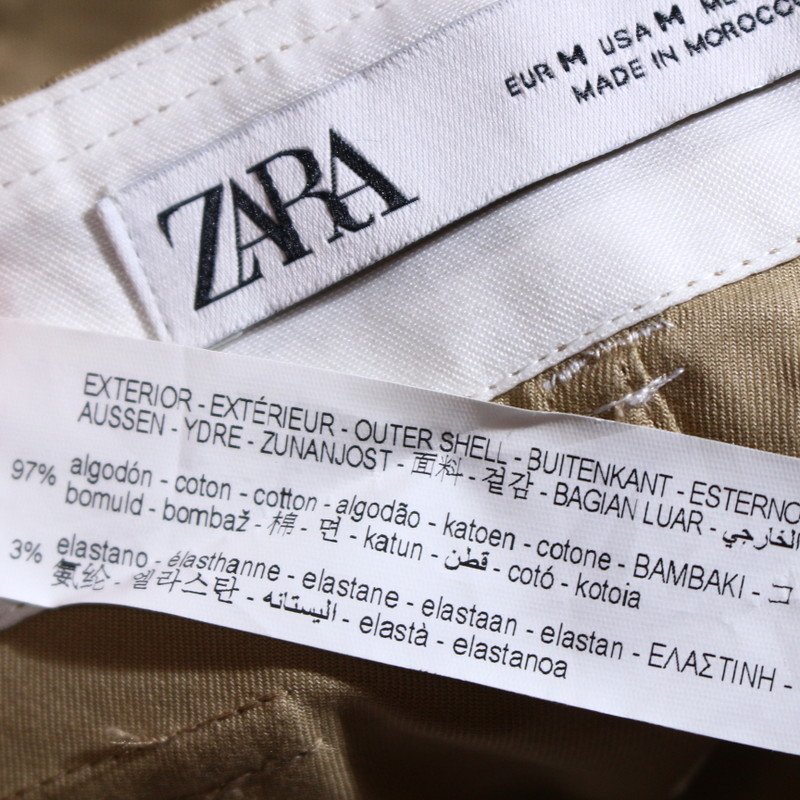 ZARA
EUR M USA M
MADE IN MOROCCO
EXTERIOR - EXTÉRIEUR - OUTER SHELL - BUITENKANT - ESTERNO
AUSSEN - YDRE - ZUNANJOST - 面料 - 겉감 - BAGIAN LUAR - الخارجي
97% algodón - coton - cotton - algodão - katoen - cotone - BAMBAKI - コ
bomuld - bombaž - 棉 - 면 - katun - قطن - cotó - kotoia
3% elastano - élasthanne - elastane - elastaan - elastan - ΕΛΑΣΤΙΝΗ -
氨纶 - 엘라스탄 - اليستانه - elastà - elastanoa